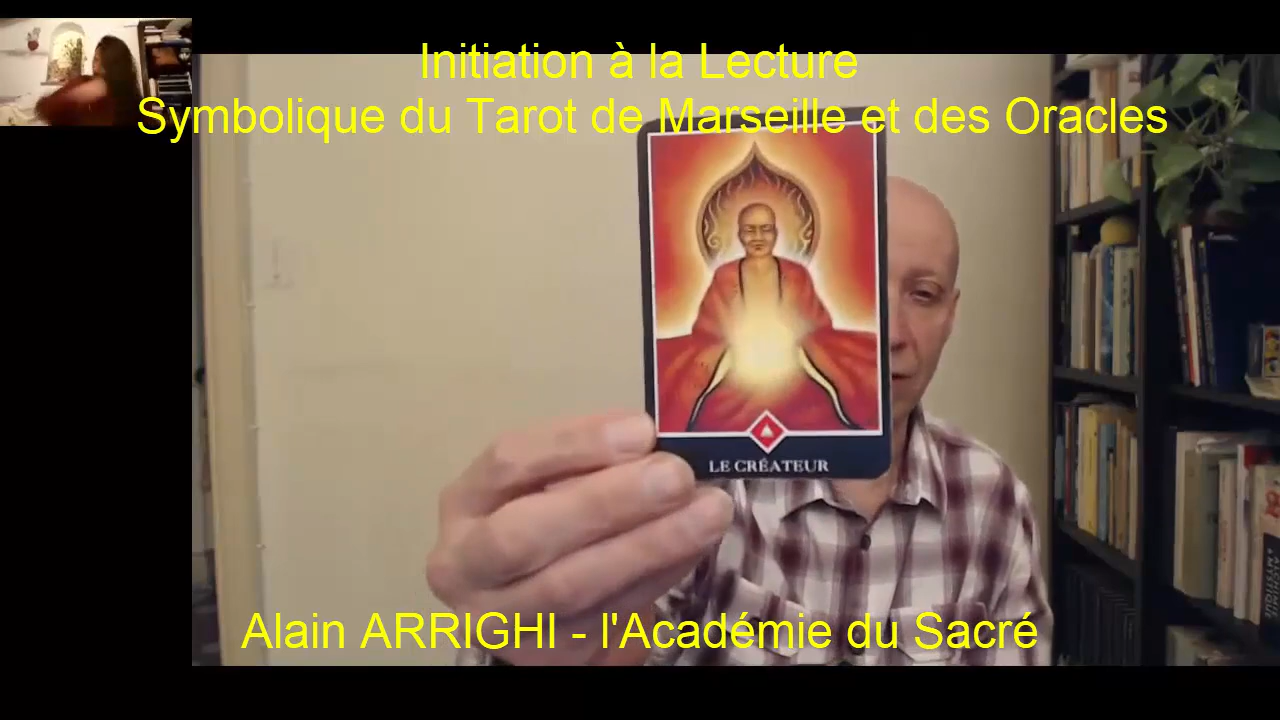 Initiation à la Lecture
Symbolique du Tarot de Marseille et des Oracles
LE CRÉATEUR
Alain ARRIGHI - l'Académie du Sacré